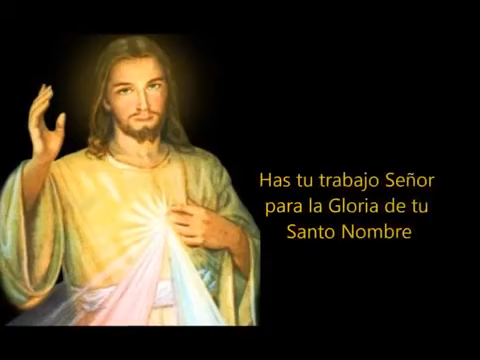 Has tu trabajo Señor
para la Gloria de tu
Santo Nombre